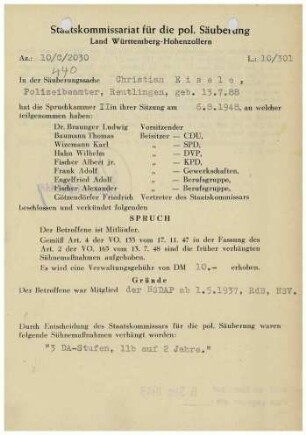 Staatskommissariat für die pol. Säuberung
Land Württemberg-Hohenzollern
Az.: 10/C/2030
L: 10/301
440
In der Säuberungssache Christian Eisele,
Polizeibeamter, Reutlingen, geb. 13.7.88
hat die Spruchkammer IIDn ihrer Sitzung am 6.8.1948, an welcher
teilgenommen haben:
Dr. Braunger Ludwig Vorsitzender
Baumann Thomas Beisitzer — CDU,
Wizemann Karl „ — SPD,
Hahn Wilhelm „ — DVP,
Fischer Albert jr. „ — KPD,
Frank Adolf „ — Gewerkschaften,
Engelfried Adolf „ — Berufsgruppe,
Fischer Alexander „ — Berufsgruppe,
Götzendörfer Friedrich Vertreter des Staatskommissars
beschlossen und verkündet folgenden
SPRUCH
Der Betroffene ist Mitläufer.
Gemäß Art. 4 der VO. 133 vom 17. 11. 47 in der Fassung des
Art. 2 der VO. 165 vom 13. 7. 48 sind die früher verhängten
Sühnemaßnahmen aufgehoben.
Es wird eine Verwaltungsgebühr von DM 10.— erhoben.
Gründe
Der Betroffene war Mitglied der NSDAP ab 1.5.1937, RdB, NSV.
Durch Entscheidung des Staatskommissars für die pol. Säuberung waren
folgende Sühnemaßnahmen verhängt worden:
"3 DA-Stufen, 11b auf 2 Jahre."